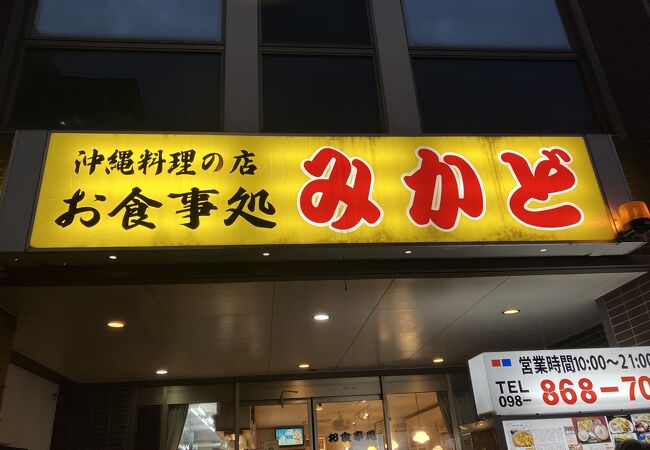 沖縄料理の店
お食事処 みかど
営業時間10:00~21:00
TEL 098- 868-70
お食事処